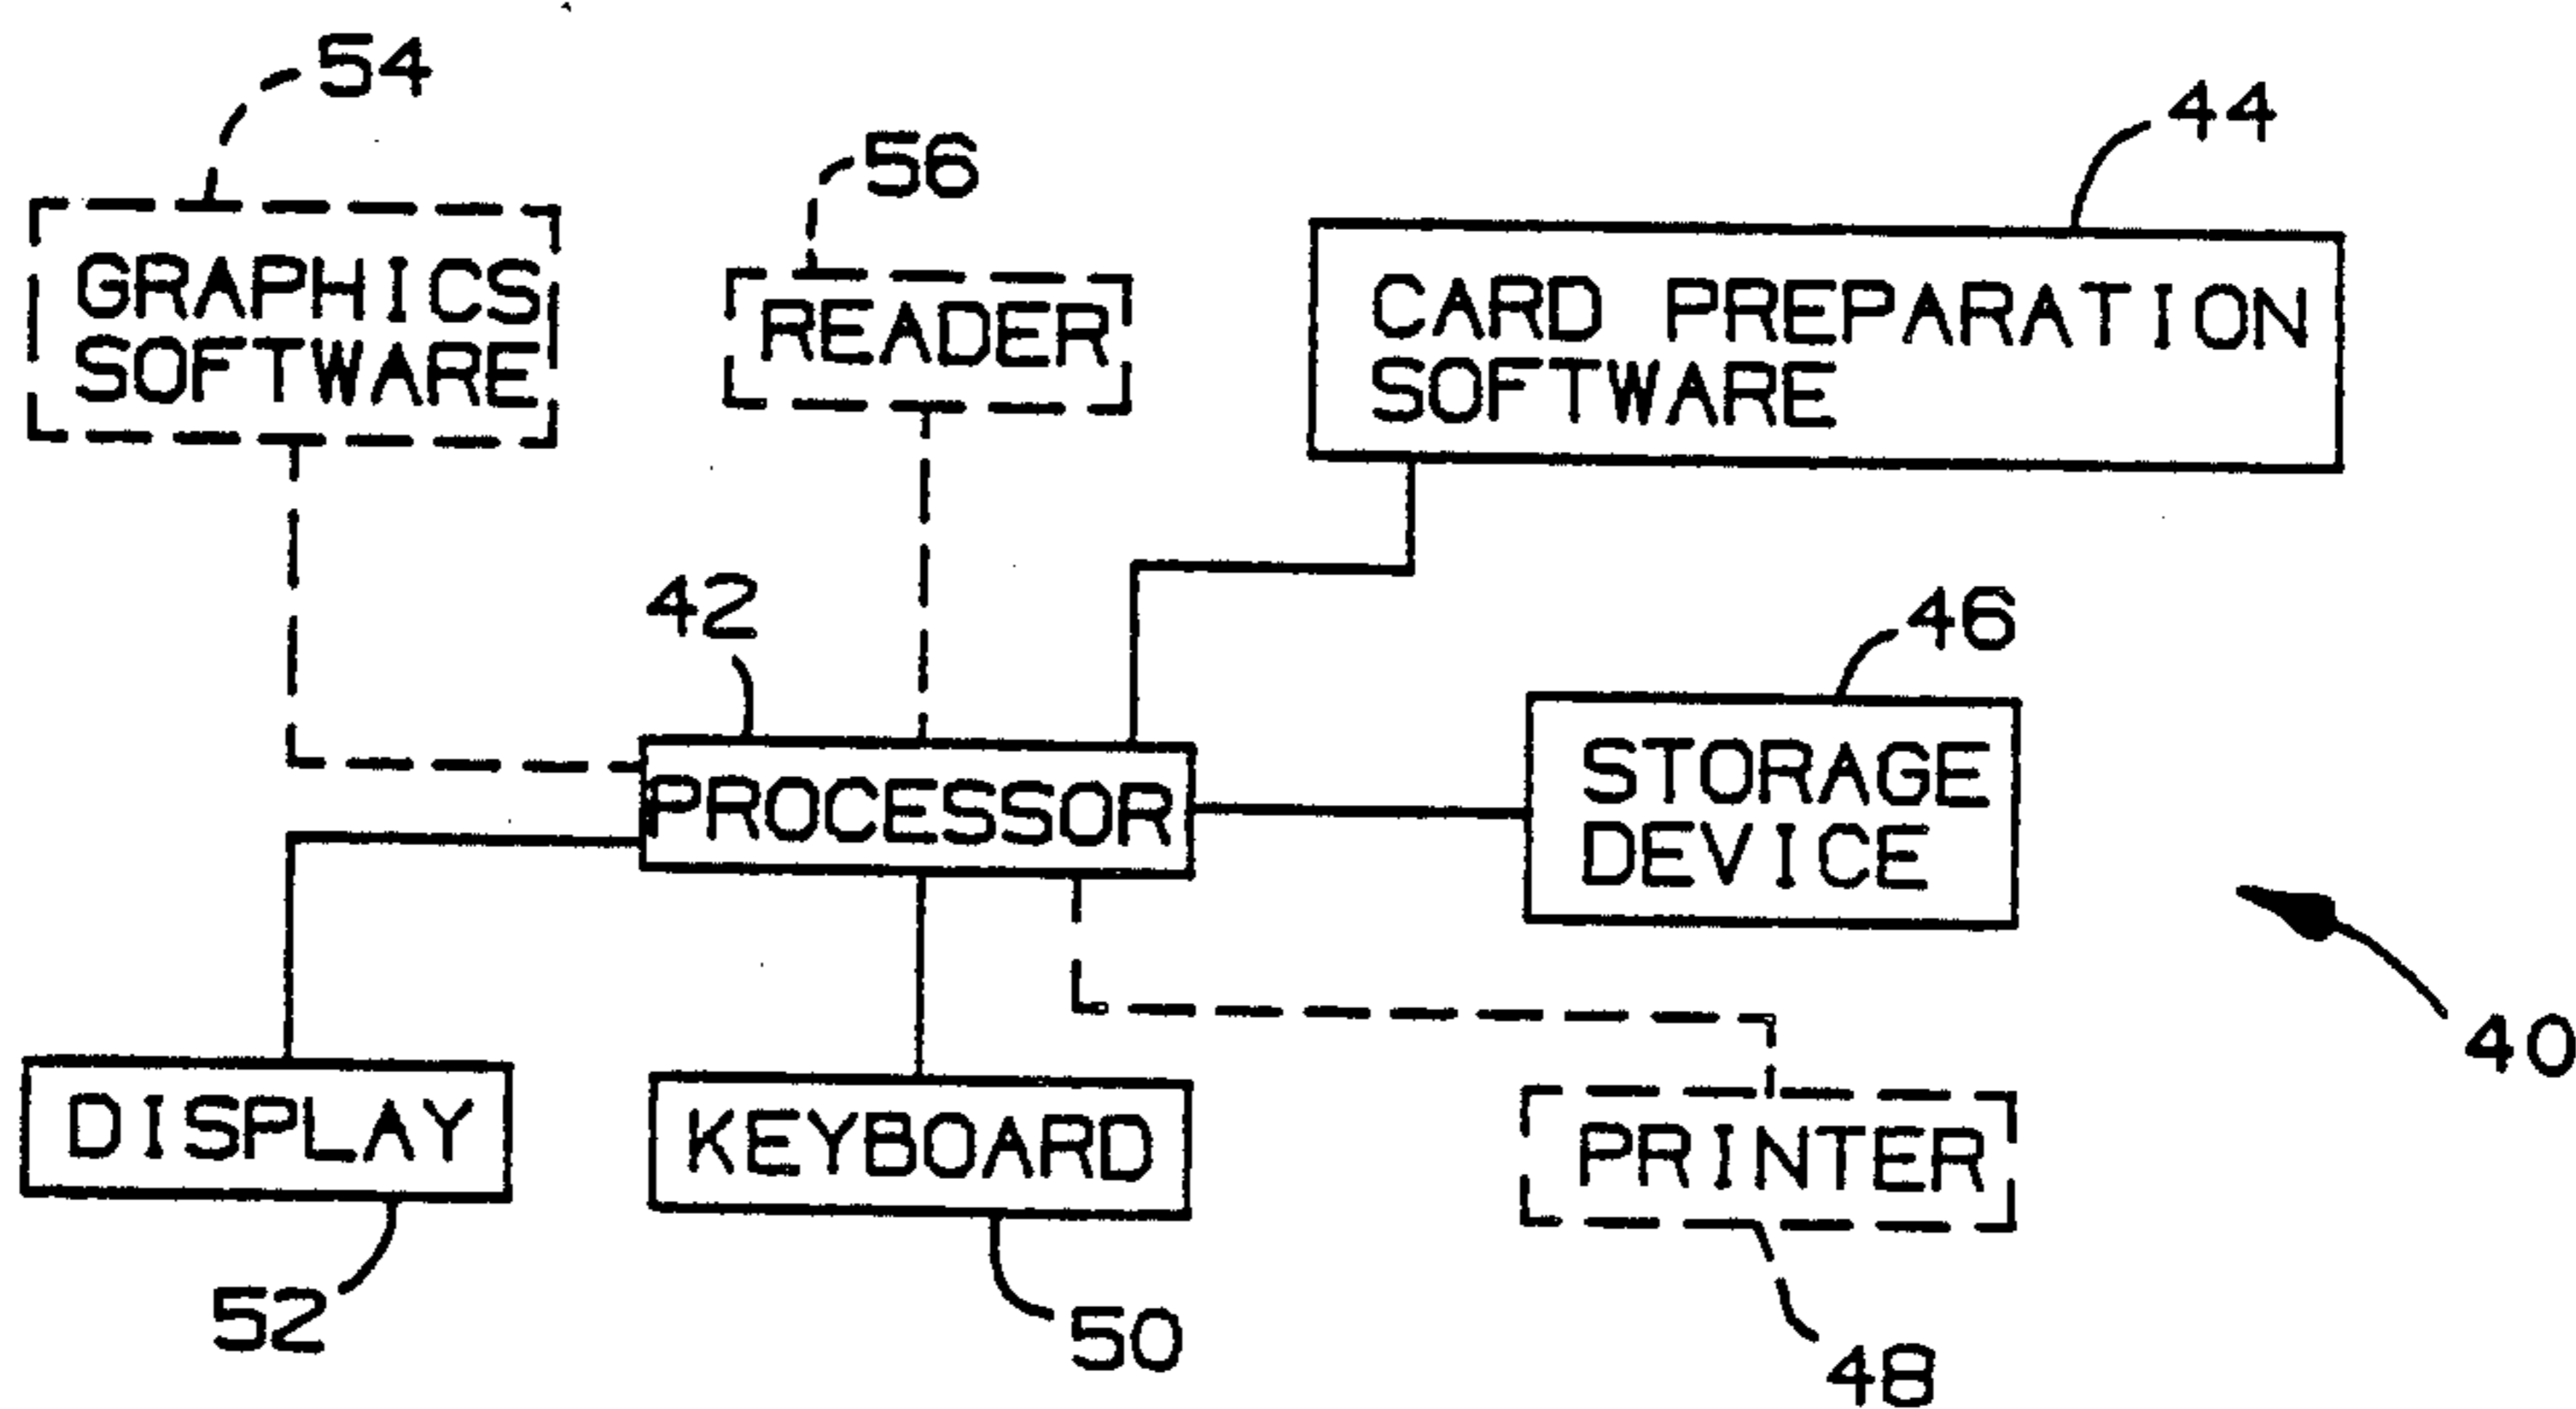 54
56
44
GRAPHICS
SOFTWARE
READER
CARD PREPARATION
SOFTWARE
42
46
PROCESSOR
STORAGE
DEVICE
40
DISPLAY
KEYBOARD
PRINTER
52
50
48